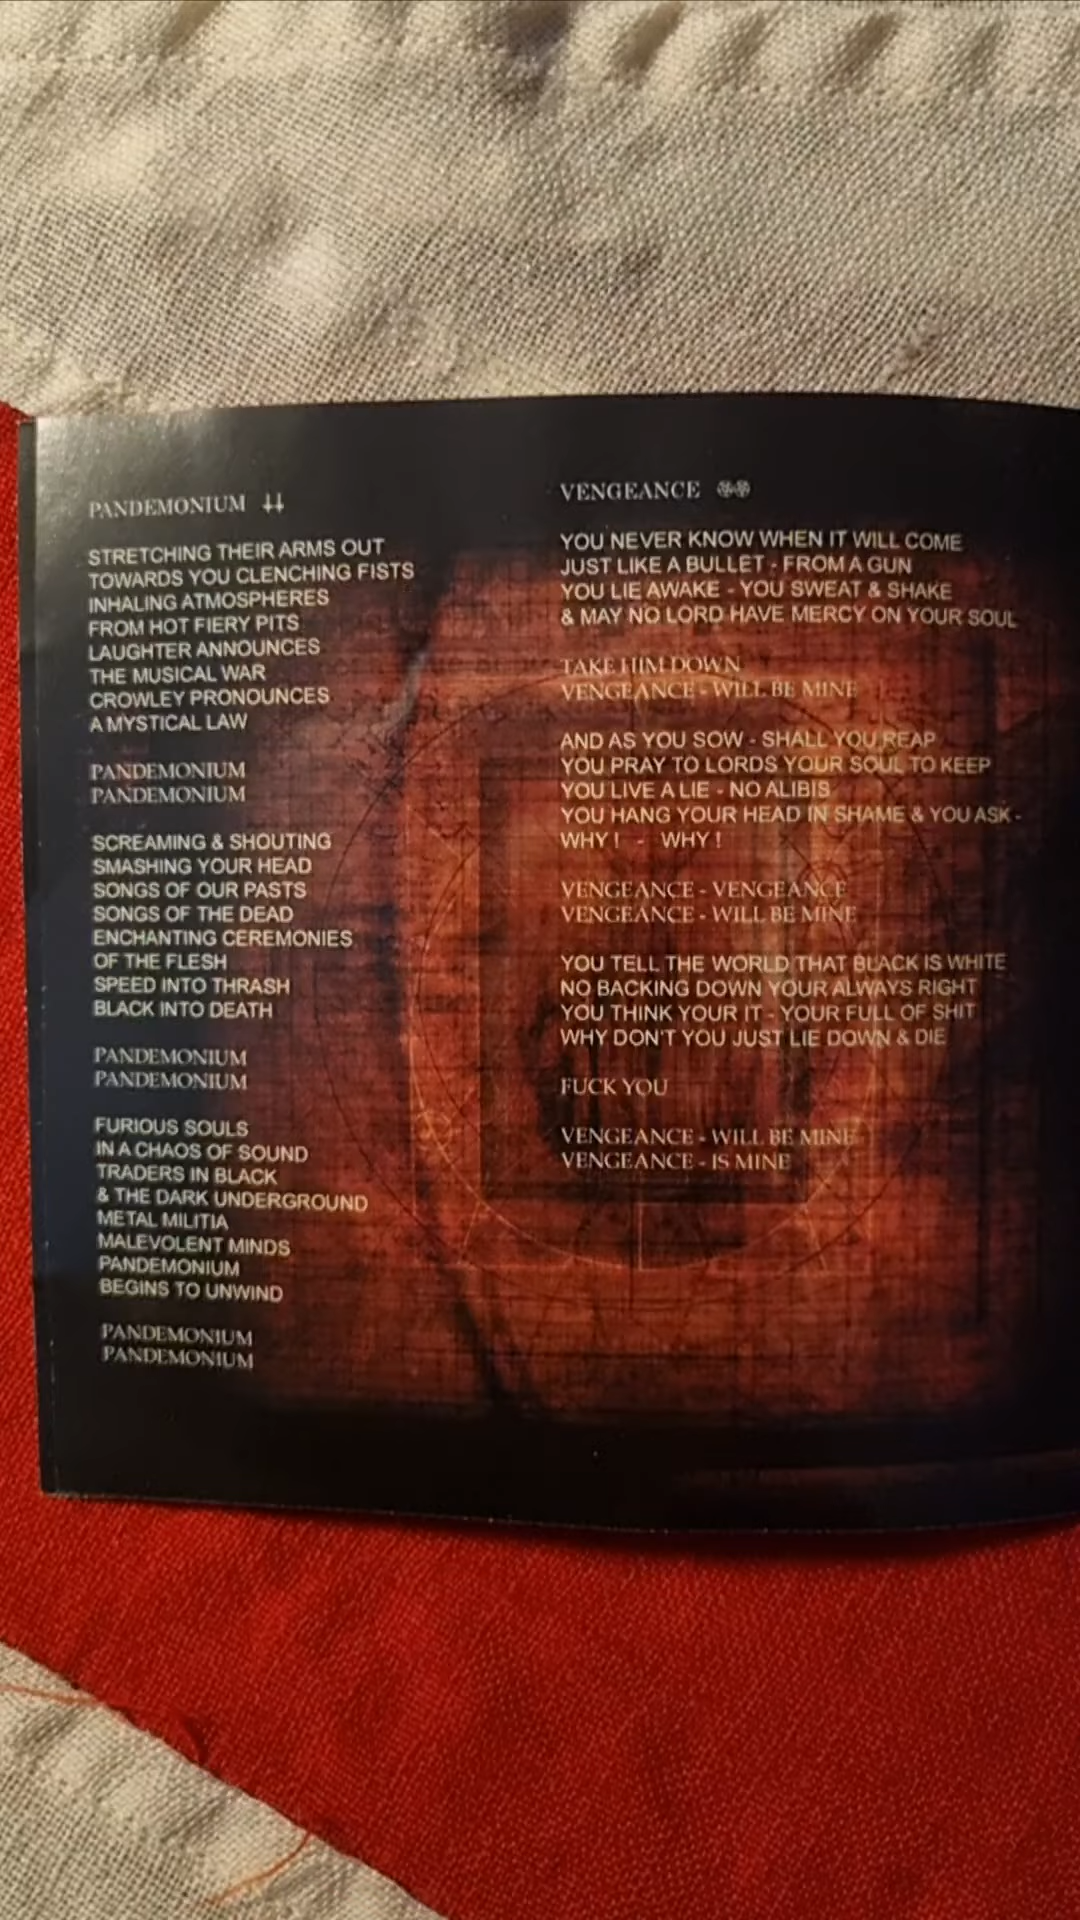 PANDEMONIUM
STRETCHING THEIR ARMS OUT
TOWARDS YOU CLENCHING FISTS
INHALING ATMOSPHERES
FROM HOT FIERY PITS
LAUGHTER ANNOUNCES
THE MUSICAL WAR
CROWLEY PRONOUNCES
A MYSTICAL LAW
PANDEMONIUM
PANDEMONIUM
SCREAMING & SHOUTING
SMASHING YOUR HEAD
SONGS OF OUR PASTS
SONGS OF THE DEAD
ENCHANTING CEREMONIES
OF THE FLESH
SPEED INTO THRASH
BLACK INTO DEATH
PANDEMONIUM
PANDEMONIUM
FURIOUS SOULS
IN A CHAOS OF SOUND
TRADERS IN BLACK
& THE DARK UNDERGROUND
METAL MILITIA
MALEVOLENT MINDS
PANDEMONIUM
BEGINS TO UNWIND
PANDEMONIUM
PANDEMONIUM
VENGEANCE
YOU NEVER KNOW WHEN IT WILL COME
JUST LIKE A BULLET - FROM A GUN
YOU LIE AWAKE - YOU SWEAT & SHAKE
& MAY NO LORD HAVE MERCY ON YOUR SOUL
TAKE HIM DOWN
VENGEANCE - WILL BE MINE
AND AS YOU SOW - SHALL YOU REAP
YOU PRAY TO LORDS YOUR SOUL TO KEEP
YOU LIVE A LIE - NO ALIBIS
YOU HANG YOUR HEAD IN SHAME & YOU ASK -
WHY ! - WHY !
VENGEANCE - VENGEANCE
VENGEANCE - WILL BE MINE
YOU TELL THE WORLD THAT BLACK IS WHITE
NO BACKING DOWN YOUR ALWAYS RIGHT
YOU THINK YOUR IT - YOUR FULL OF SHIT
WHY DON'T YOU JUST LIE DOWN & DIE
FUCK YOU
VENGEANCE - WILL BE MINE
VENGEANCE - IS MINE